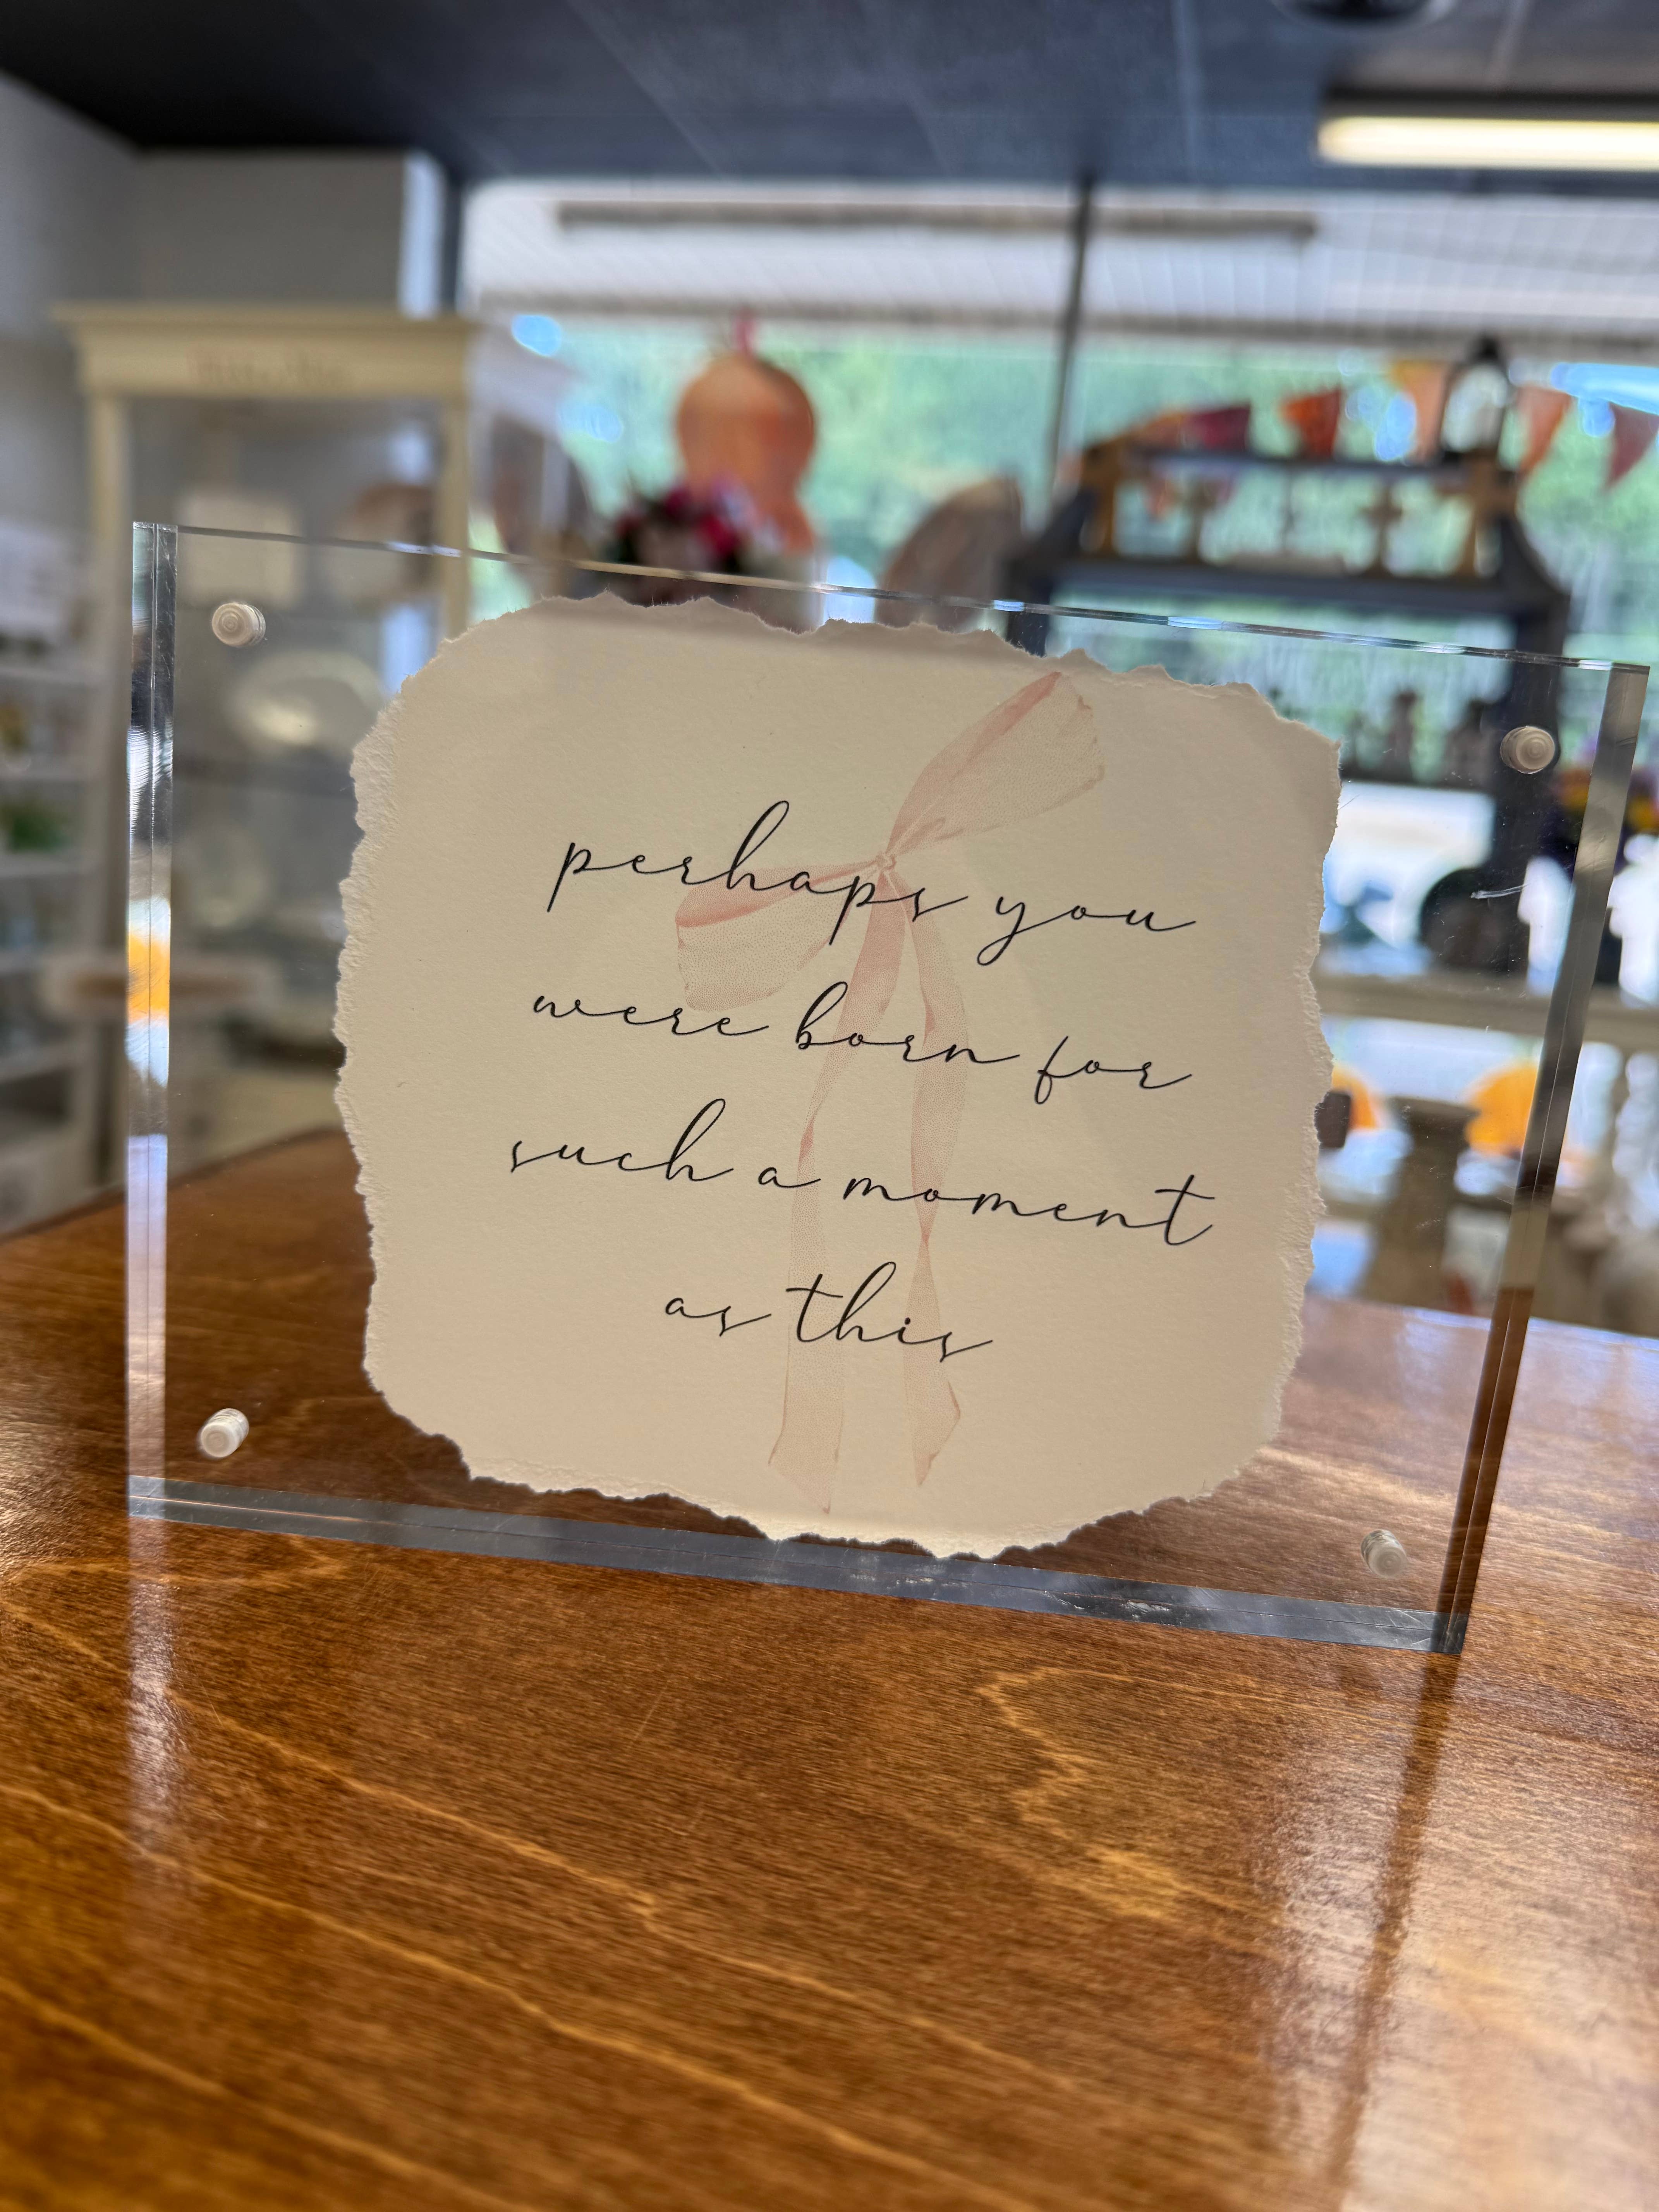 perhaps you
were born for
such a moment
as this